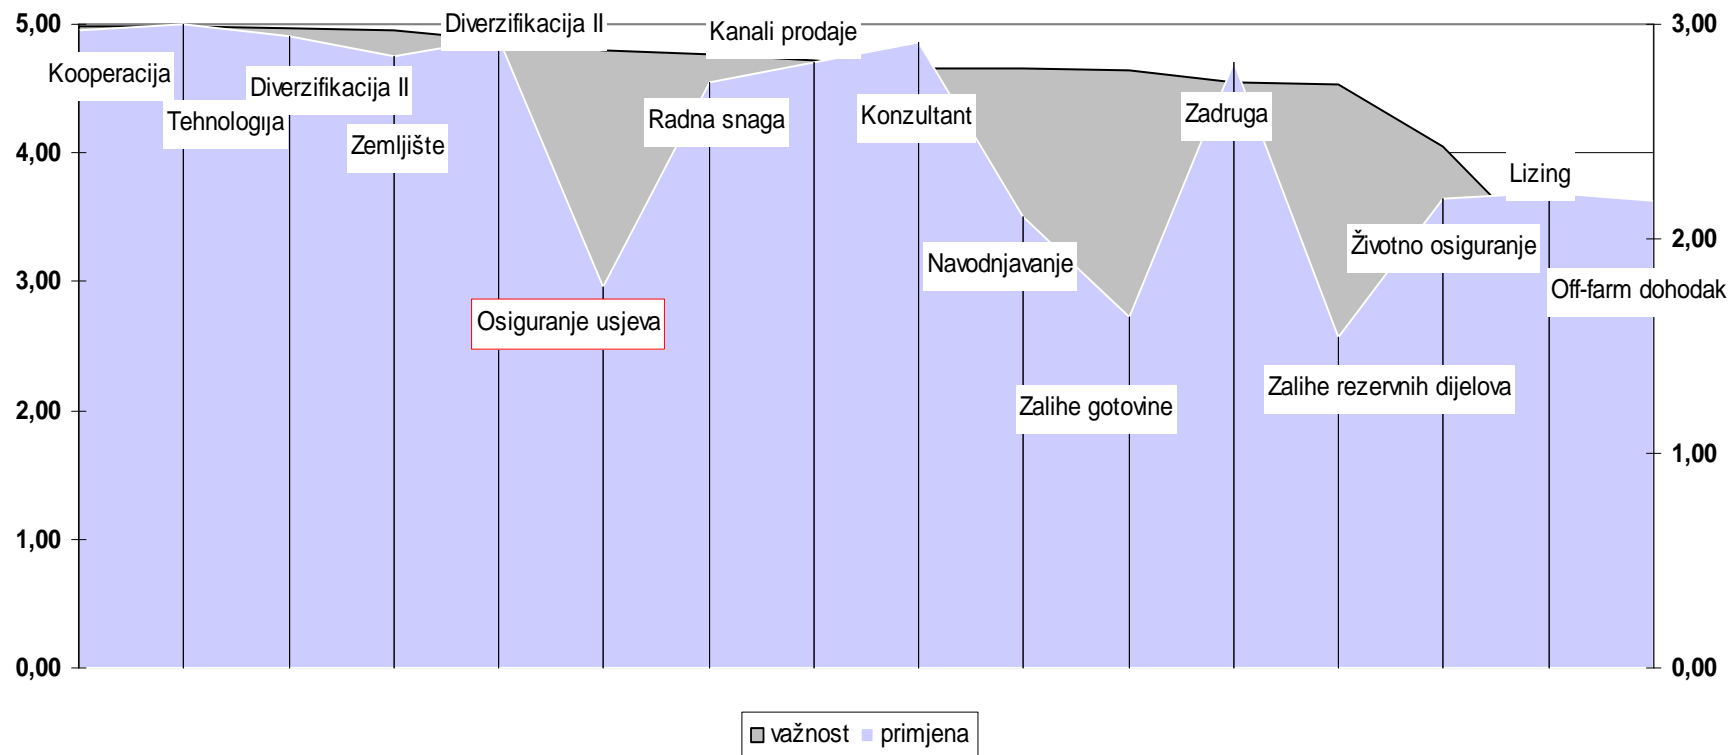 5,00
4,00
3,00
2,00
1,00
0,00
Kooperacija
Tehnologija
Diverzifikacija II
Zemljište
Diverzifikacija II
Osiguranje usjeva
Radna snaga
Kanali prodaje
Konzultant
Navodnjavanje
Zalihe gotovine
Zadruga
Zalihe rezervnih dijelova
Životno osiguranje
Lizing
Off-farm dohodak
3,00
2,00
1,00
0,00
važnost primjena